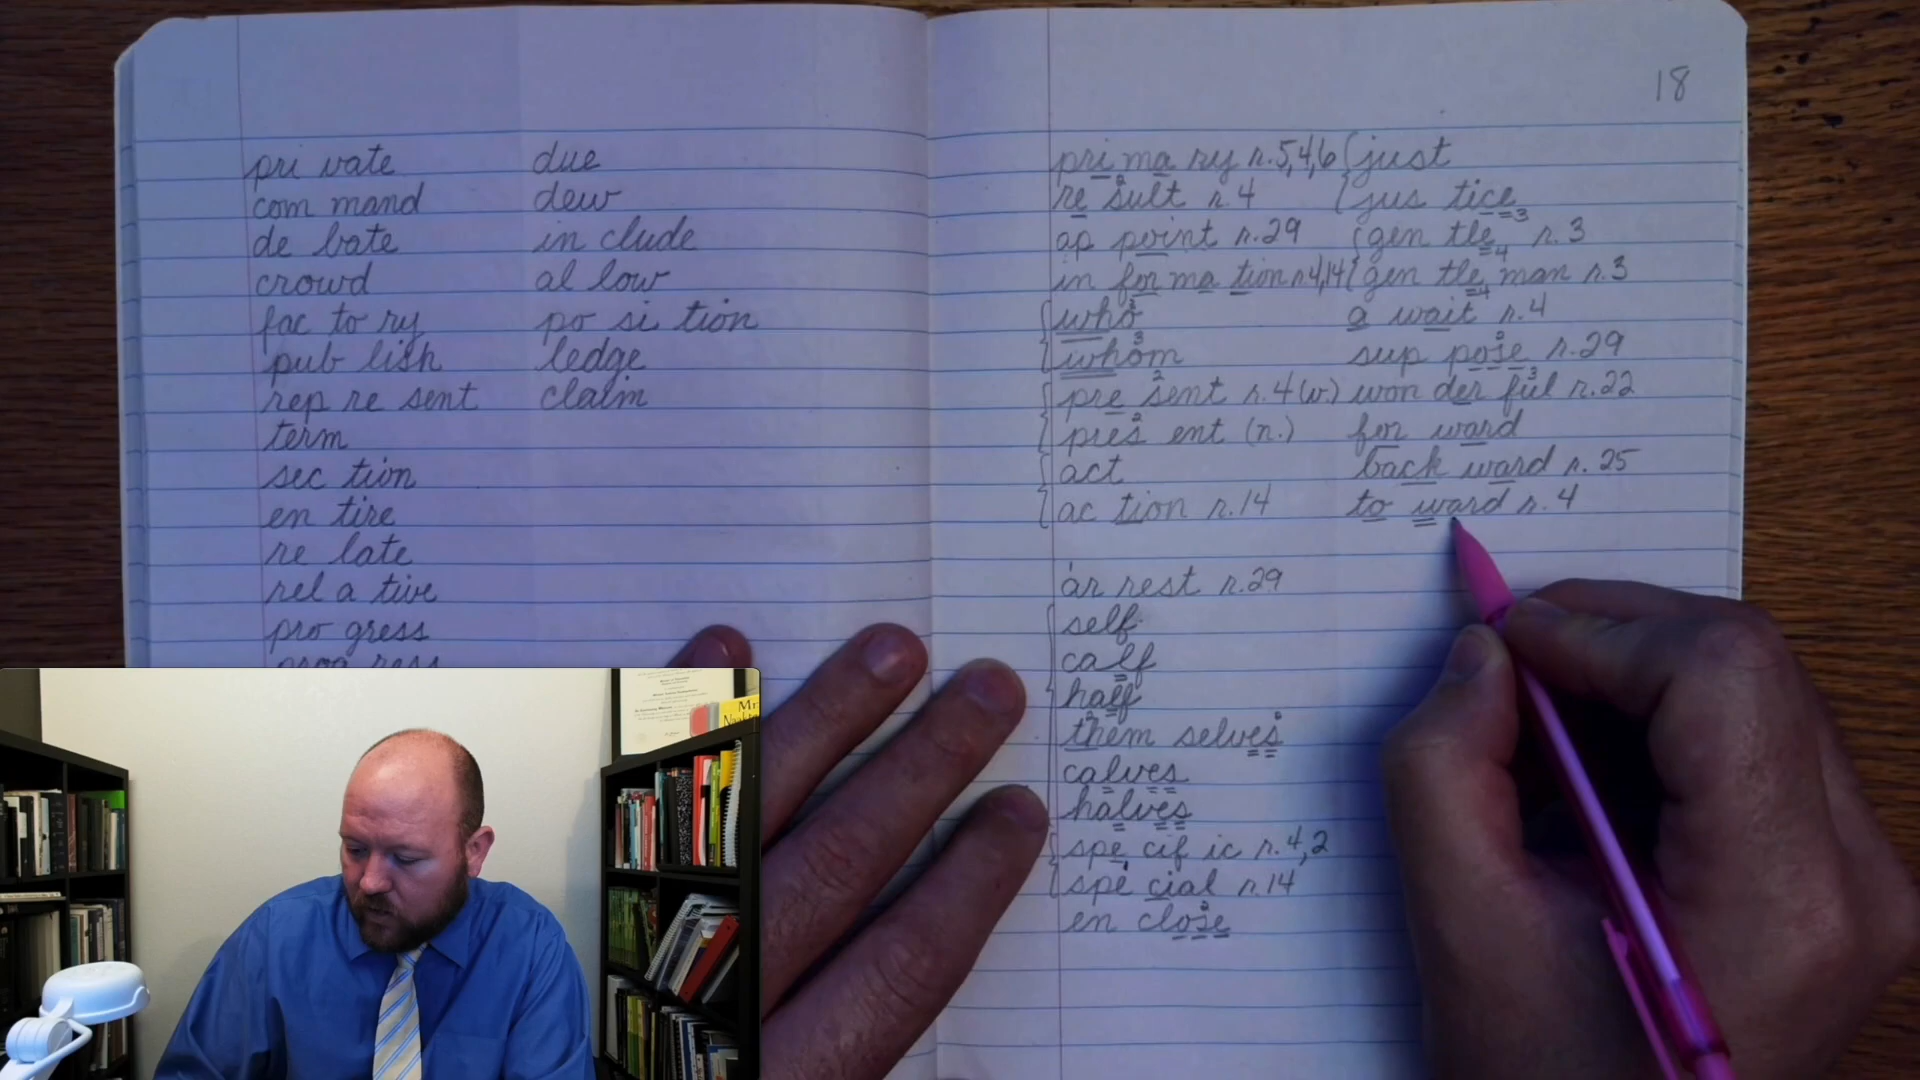 18
pri vate due
com mand dew
de bate in clude
crowd al low
fac to ry po si tion
pub lish ledge
rep re sent claim
term
sec tion
en tire
re late
rel a tive
pro gress
prog ress
pri ma ry r.5,4,6 just
re sult r.4 jus tice 3
ap point r.29 gen tle 4 r.3
in for ma tion r.4,14 gen tle 4 man r.3
who a wait r.4
whom sup pose r.29
pre sent r.4 (v.) won der ful r.22
pres ent (n.) for ward
act back ward r.25
ac tion r.14 to ward r.4
ar rest r.29
self
calf
half
them selves
calves
halves
spe cif ic r.4,2
spe cial r.14
en close